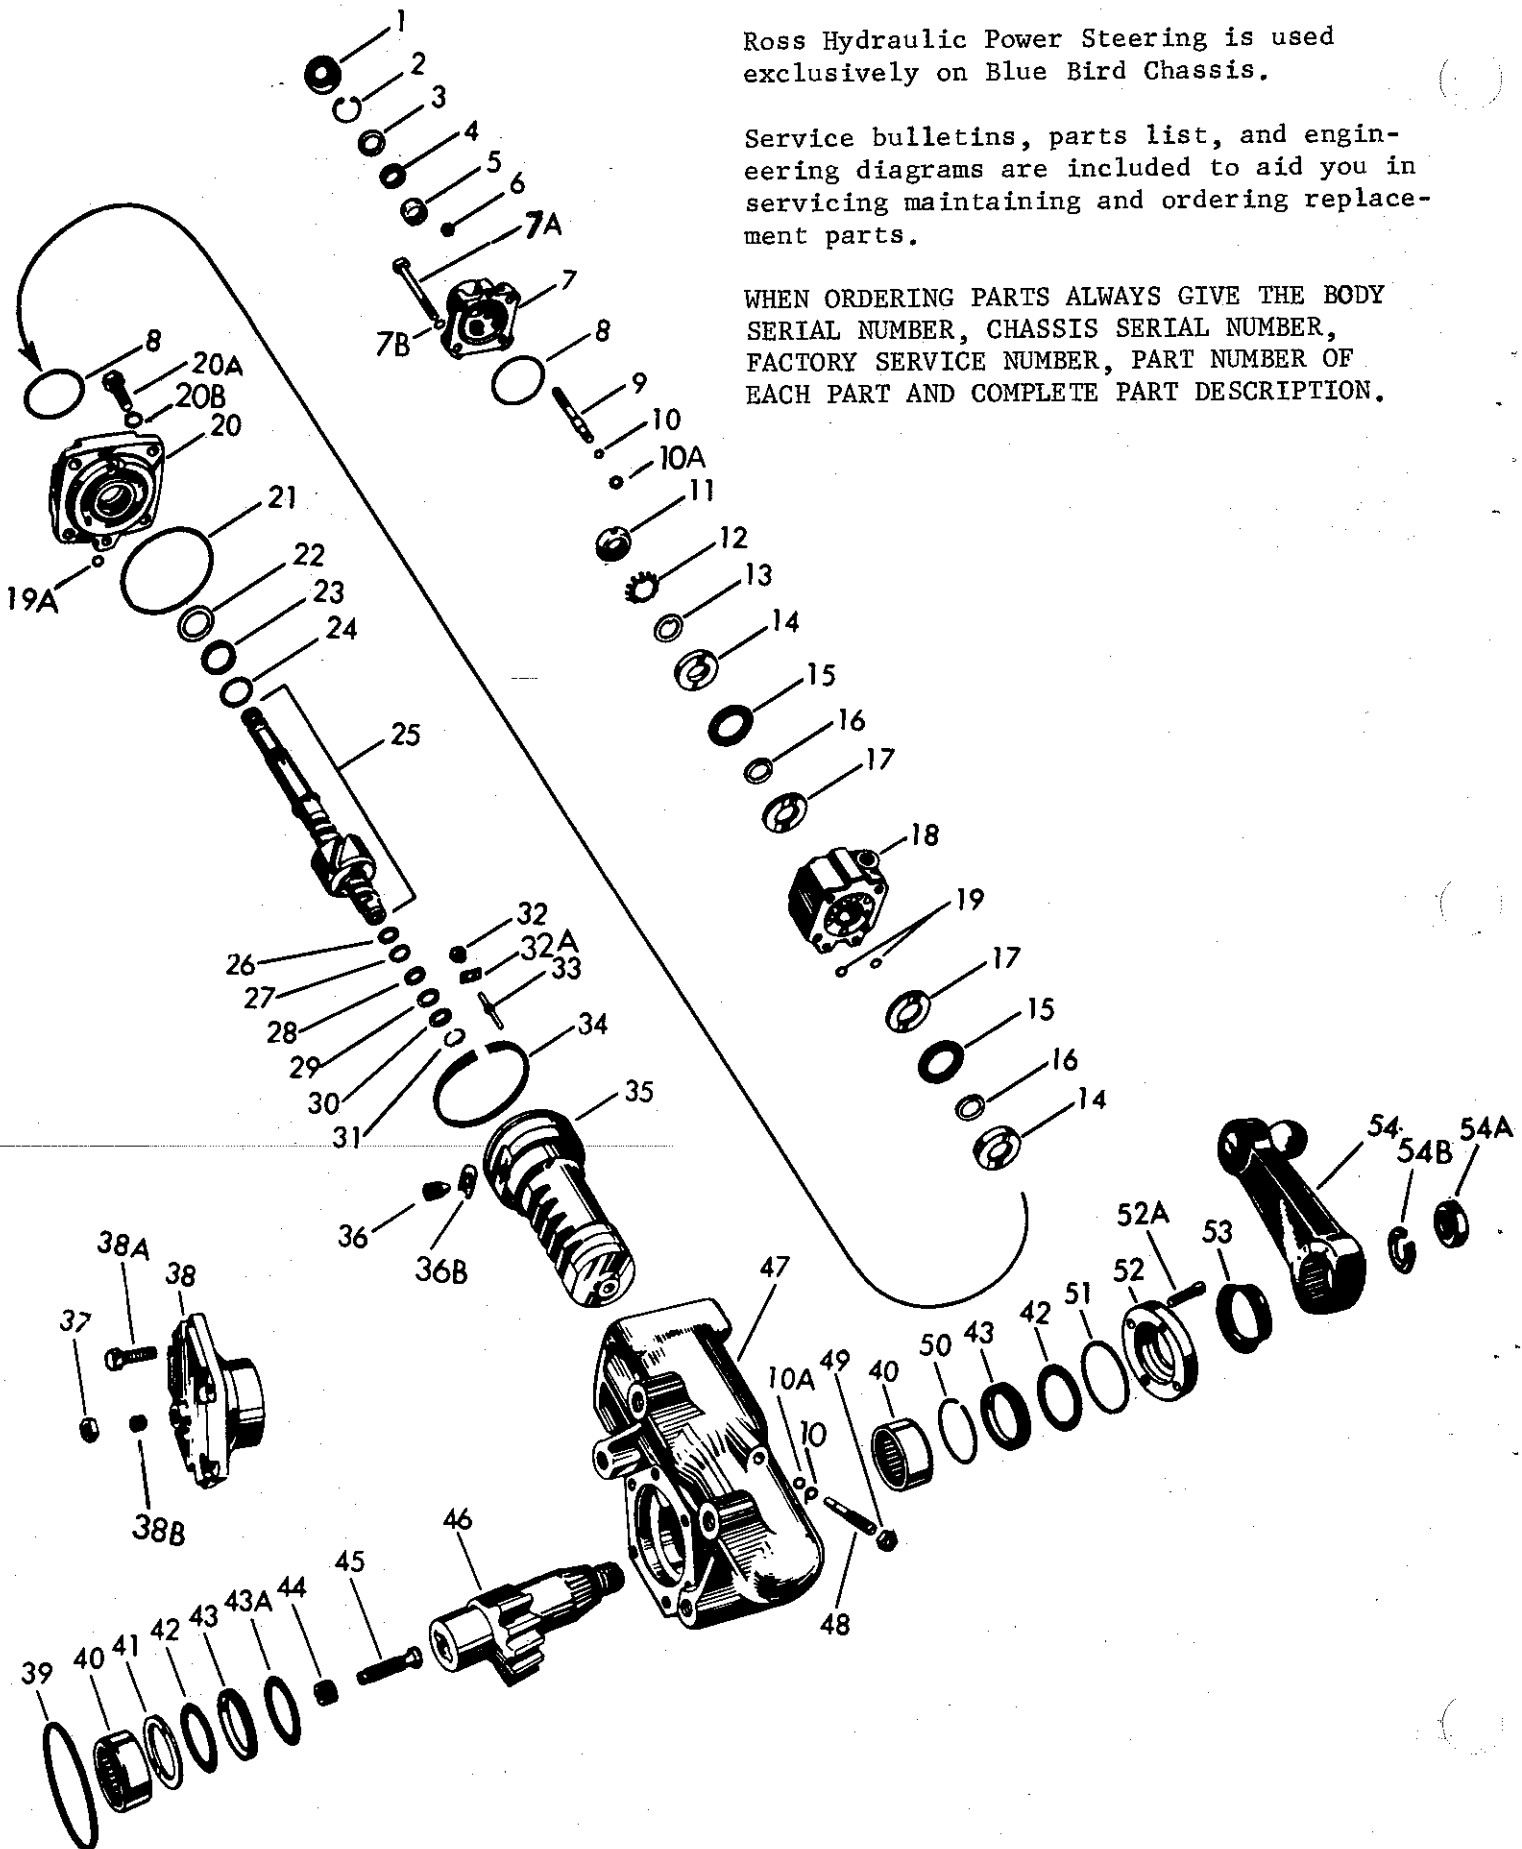 Ross Hydraulic Power Steering is used
exclusively on Blue Bird Chassis.
Service bulletins, parts list, and engin-
eering diagrams are included to aid you in
servicing maintaining and ordering replace-
ment parts.
WHEN ORDERING PARTS ALWAYS GIVE THE BODY
SERIAL NUMBER, CHASSIS SERIAL NUMBER,
FACTORY SERVICE NUMBER, PART NUMBER OF
EACH PART AND COMPLETE PART DESCRIPTION.
1
2
3
4
5
6
7A
7
7B
8
9
10
10A
11
12
13
14
15
16
17
18
19
17
15
16
14
8
20A
20B
20
21
19A
22
23
24
25
26
27
28
29
30
31
32
32A
33
34
35
36
36B
38A
38
37
38B
47
10A
10
49
48
40
50
43
42
51
52
52A
53
54
54B
54A
46
45
44
43A
43
42
41
40
39